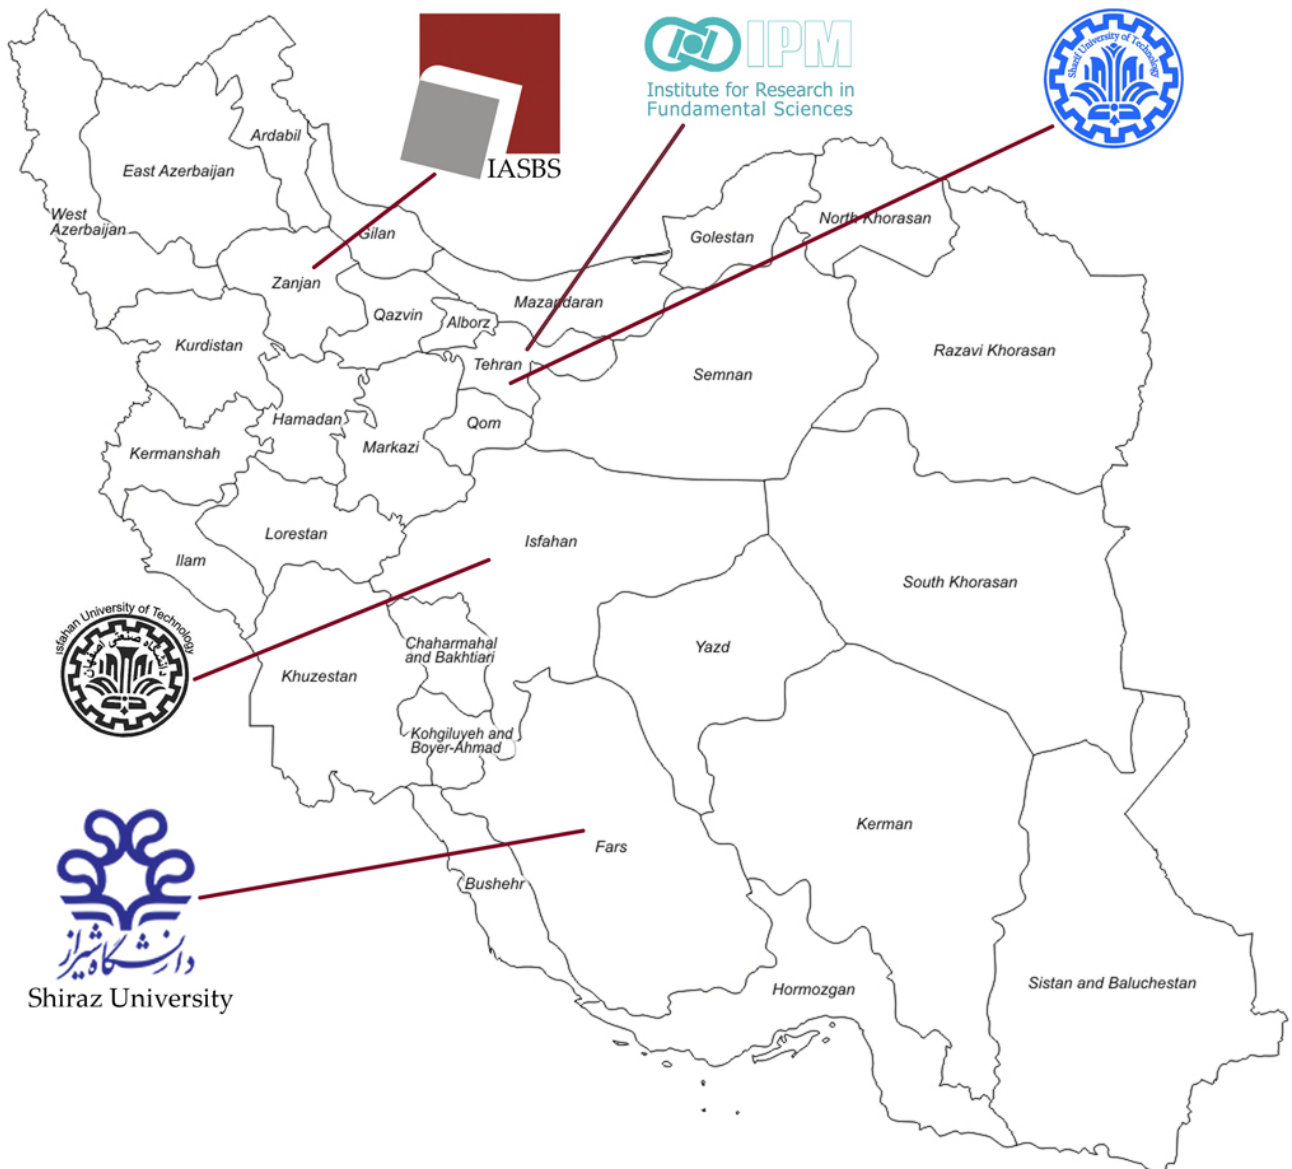 IASBS
IPM
Institute for Research in
Fundamental Sciences
Sharif University of Technology
Ardabil
East Azerbaijan
West
Azerbaijan
Gilan
North Khorasan
Golestan
Zanjan
Mazandaran
Qazvin
Alborz
Kurdistan
Tehran
Semnan
Razavi Khorasan
Hamadan
Qom
Markazi
Kermanshah
Lorestan
Isfahan
Ilam
South Khorasan
Isfahan University of Technology
دانشگاه صنعتی اصفهان
Chaharmahal
and Bakhtiari
Yazd
Khuzestan
Kohgiluyeh and
Boyer-Ahmad
Kerman
Fars
Bushehr
دانشگاه شیراز
Shiraz University
Hormozgan
Sistan and Baluchestan